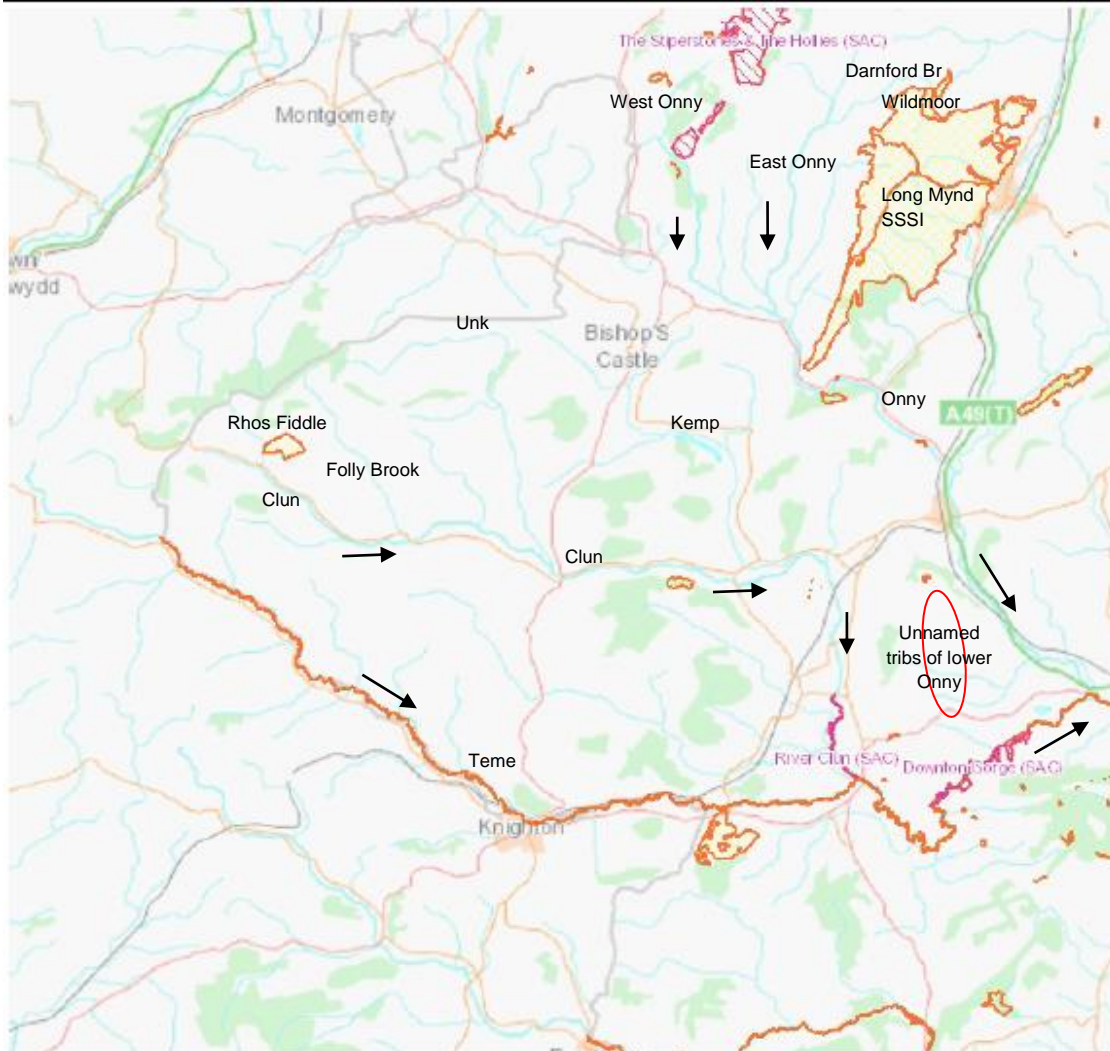 The Stiperstones & The Hollies (SAC)
Darnford Br
West Onny
Wildmoor
Montgomery
East Onny
Long Mynd
SSSI
wydd
Unk
Bishop'S
Castle
Onny
A 49(T)
Rhos Fiddle
Kemp
Folly Brook
Clun
Clun
Unnamed
tribs of lower
Onny
Teme
River Clun (SAC)
Downton Gorge (SAC)
Knighton